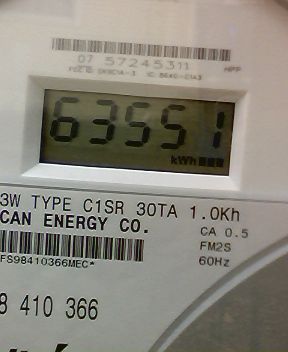 07 57245311
63551
kWh
3W TYPE C1SR 30TA 1.0Kh
CAN ENERGY CO.
CA 0.5
FM2S
60Hz
FS98410366MEC*
8 410 366